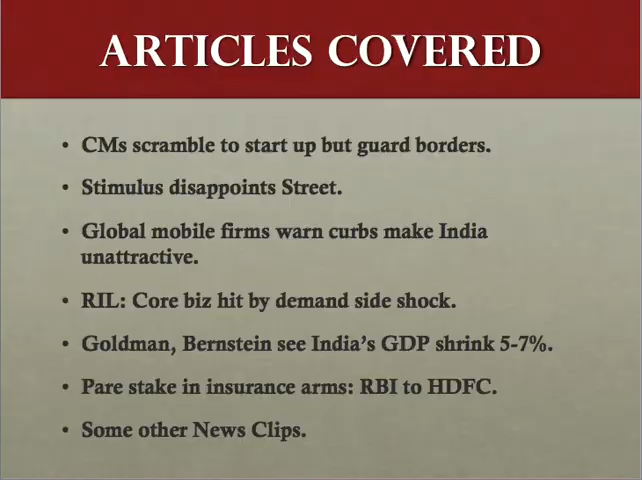 ARTICLES COVERED
• CMs scramble to start up but guard borders.
• Stimulus disappoints Street.
• Global mobile firms warn curbs make India
unattractive.
• RIL: Core biz hit by demand side shock.
• Goldman, Bernstein see India's GDP shrink 5-7%.
• Pare stake in insurance arms: RBI to HDFC.
• Some other News Clips.